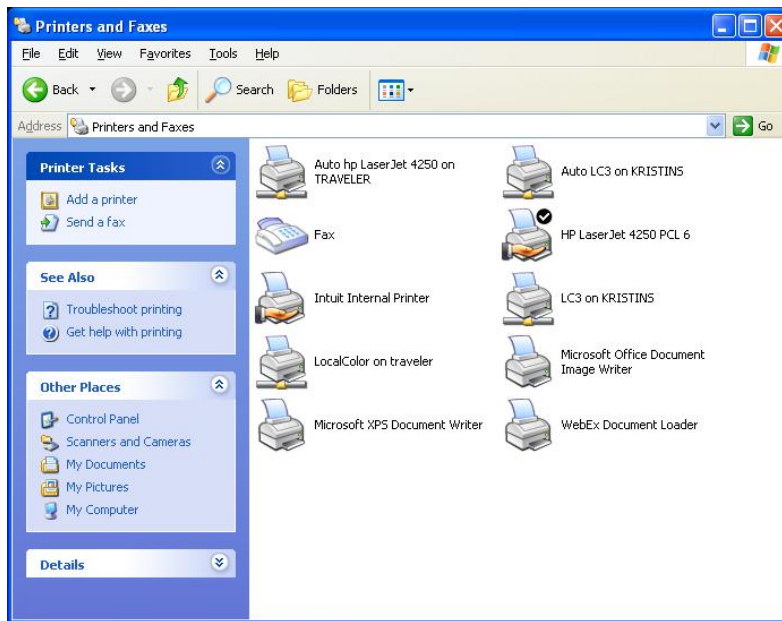 Printers and Faxes
File Edit View Favorites Tools Help
Back Search Folders
Address Printers and Faxes Go
Printer Tasks
Add a printer
Send a fax
See Also
Troubleshoot printing
Get help with printing
Other Places
Control Panel
Scanners and Cameras
My Documents
My Pictures
My Computer
Details
Auto hp LaserJet 4250 on
TRAVELER
Auto LC3 on KRISTINS
Fax
HP LaserJet 4250 PCL 6
Intuit Internal Printer
LC3 on KRISTINS
LocalColor on traveler
Microsoft Office Document
Image Writer
Microsoft XPS Document Writer
WebEx Document Loader